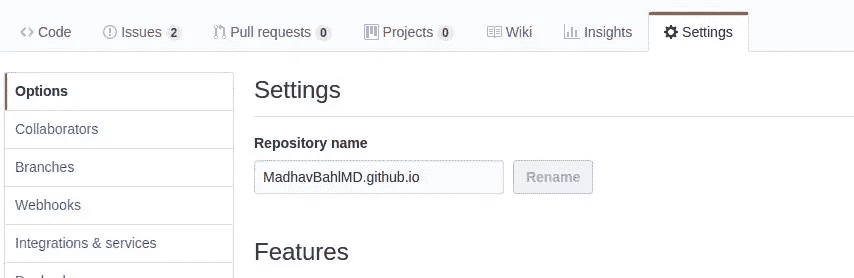 Code Issues 2 Pull requests 0 Projects 0 Wiki Insights Settings
Options
Collaborators
Branches
Webhooks
Integrations & services
Settings
Repository name
MadhavBahlMD.github.io Rename
Features